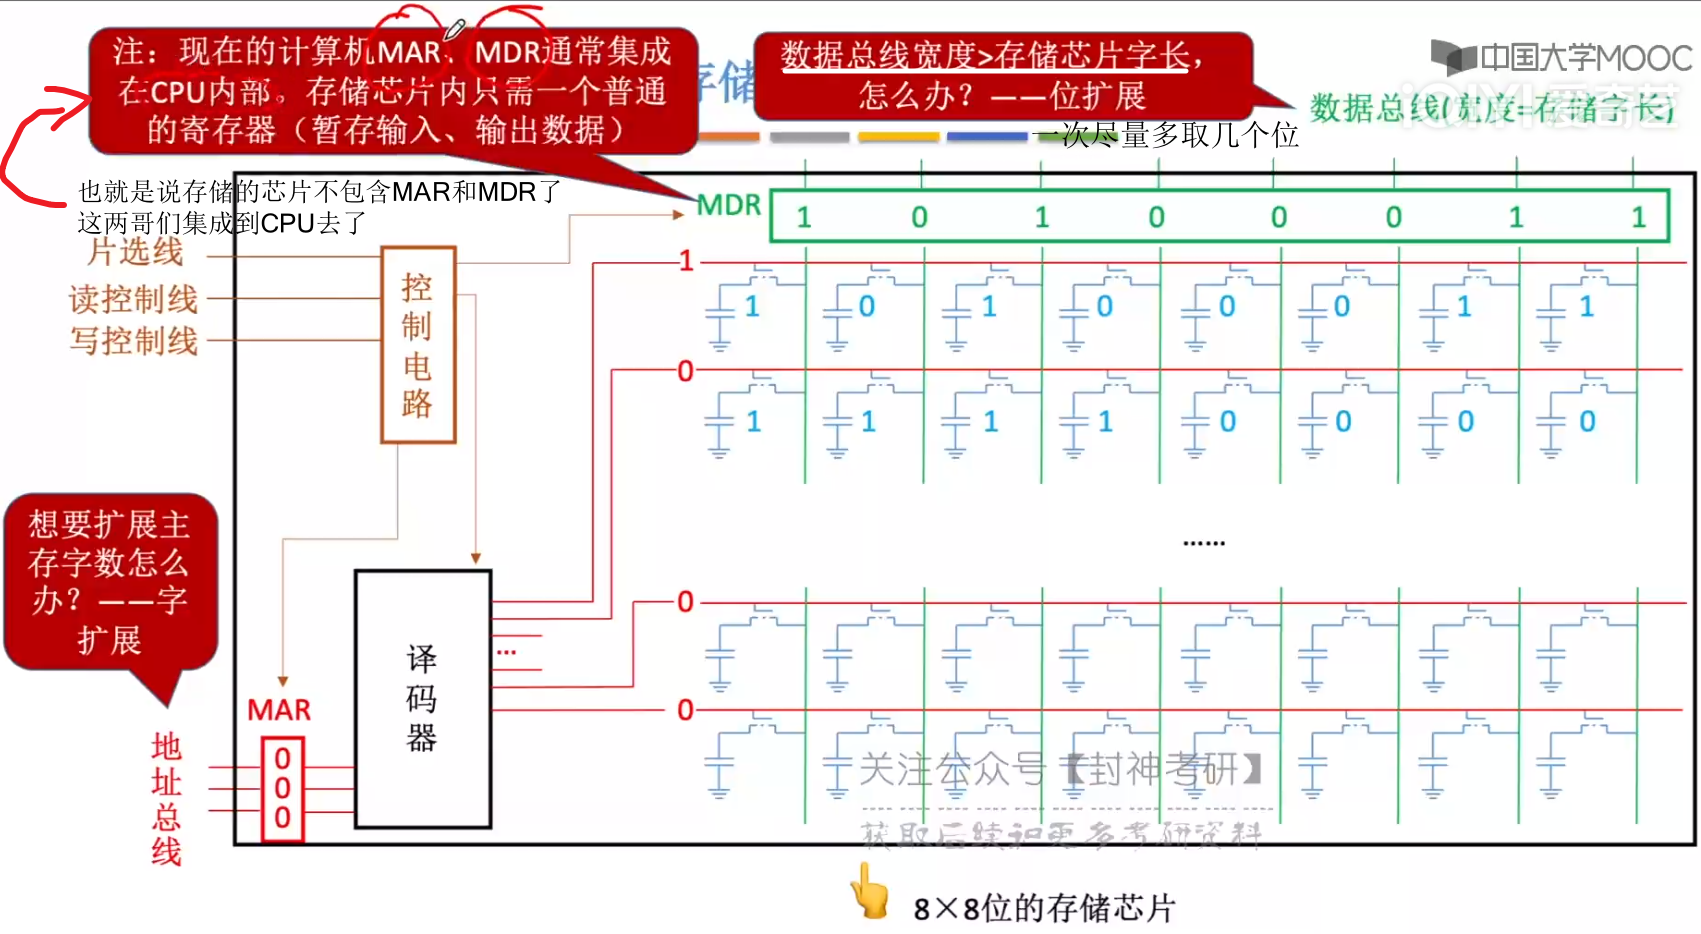 注：现在的计算机MAR、MDR通常集成
在CPU内部。存储芯片内只需一个普通
的寄存器（暂存输入、输出数据）
存储
数据总线宽度>存储芯片字长，
怎么办？——位扩展
中国大学MOOC
iQIYI爱奇艺
数据总线(宽度=存储字长)
一次尽量多取几个位
也就是说存储的芯片不包含MAR和MDR了
这两哥们集成到CPU去了
MDR
1 0 1 0 0 0 1 1
片选线
读控制线
写控制线
控制电路
1
1 0 1 0 0 0 1 1
0
1 1 1 1 0 0 0 0
……
想要扩展主
存字数怎么
办？——字
扩展
译码器
...
0
0
MAR
0
0
0
地址总线
关注公众号【封神考研】
获取后续和更多考研资料
8×8位的存储芯片